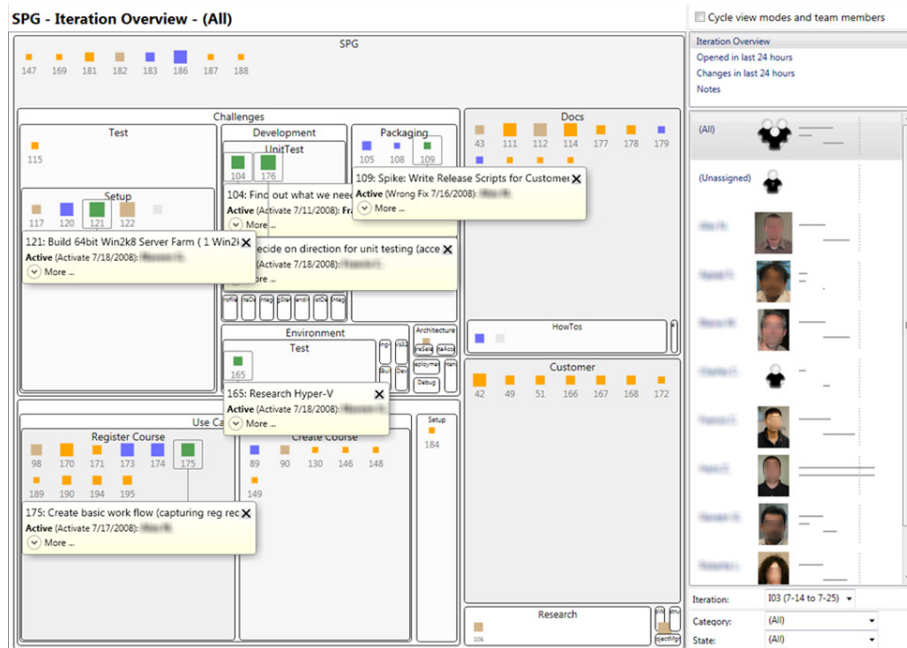 SPG - Iteration Overview - (All)
Cycle view modes and team members
SPG
147 169 181 182 183 186 187 188
Iteration Overview
Opened in last 24 hours
Changes in last 24 hours
Notes
Challenges
Test
115
Development
UnitTest
104 176
Packaging
105 108 109
Docs
43 111 112 114 177 178 179
109: Spike: Write Release Scripts for Customer
Active (Wrong Fix 7/16/2008):
More ...
104: Find out what we need
Active (Activate 7/11/2008):
More ...
Setup
117 120 121 122
121: Build 64bit Win2k8 Server Farm ( 1 Win2k
Active (Activate 7/18/2008):
More ...
decide on direction for unit testing (acce
(Activate 7/18/2008):
Environment
Test
165
Architecture
Debug
165: Research Hyper-V
Active (Activate 7/18/2008):
More ...
HowTos
Customer
42 49 51 166 167 168 172
Register Course
98 170 171 173 174 175
189 190 194 195
Create Course
89 90 130 146 148
149
Setup
184
175: Create basic work flow (capturing reg rec
Active (Activate 7/17/2008):
More ...
Research
106
(All)
(Unassigned)
Iteration: I03 (7-14 to 7-25)
Category: (All)
State: (All)